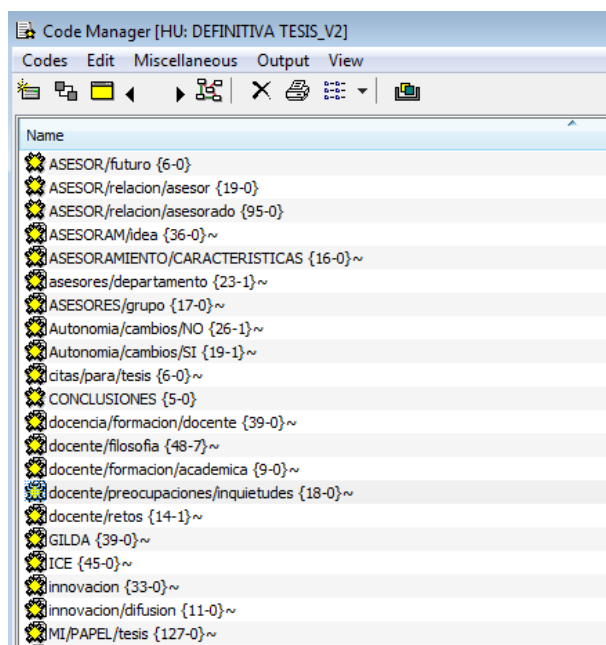 Code Manager [HU: DEFINITIVA TESIS_V2]
Codes Edit Miscellaneous Output View
Name
ASESOR/futuro {6-0}
ASESOR/relacion/asesor {19-0}
ASESOR/relacion/asesorado {95-0}
ASESORAM/idea {36-0}~
ASESORAMIENTO/CARACTERISTICAS {16-0}~
asesores/departamento {23-1}~
ASESORES/grupo {17-0}~
Autonomia/cambios/NO {26-1}~
Autonomia/cambios/SI {19-1}~
citas/para/tesis {6-0}~
CONCLUSIONES {5-0}
docencia/formacion/docente {39-0}~
docente/filosofia {48-7}~
docente/formacion/academica {9-0}~
docente/preocupaciones/inquietudes {18-0}~
docente/retos {14-1}~
GILDA {39-0}~
ICE {45-0}~
innovacion {33-0}~
innovacion/difusion {11-0}~
MI/PAPEL/tesis {127-0}~